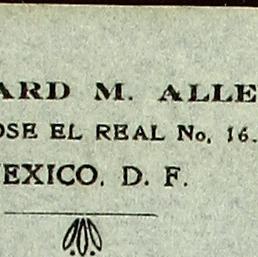 ARD M. ALLE
OSE EL REAL No. 16.
EXICO. D. F.